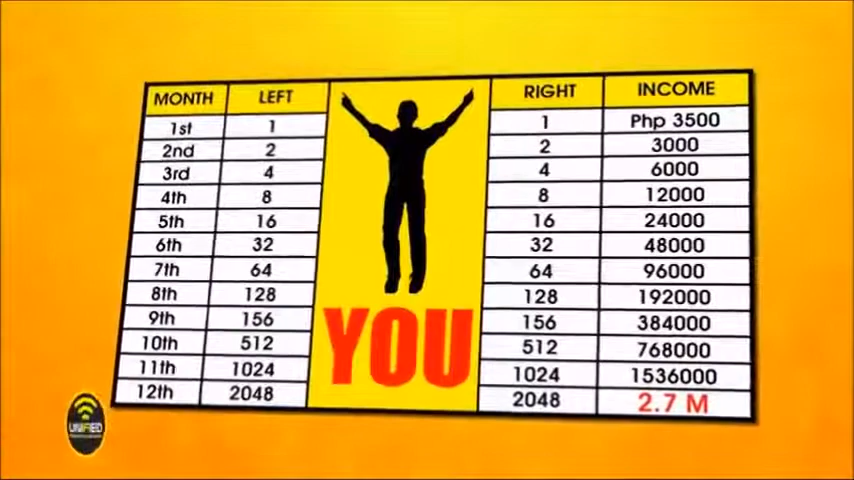 MONTH LEFT RIGHT INCOME
1st 1 1 Php 3500
2nd 2 2 3000
3rd 4 4 6000
4th 8 8 12000
5th 16 16 24000
6th 32 32 48000
7th 64 64 96000
8th 128 128 192000
9th 156 156 384000
10th 512 512 768000
11th 1024 1024 1536000
12th 2048 2048 2.7 M
YOU
UNIFIED